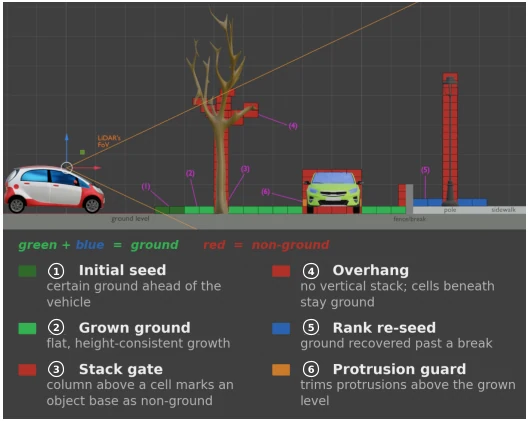 LiDAR's
FoV
(4)
(1)
(2)
(3)
(6)
(5)
ground level
fence/break
pole
sidewalk
green + blue = ground
red = non-ground
1 Initial seed
certain ground ahead of the
vehicle
2 Grown ground
flat, height-consistent growth
3 Stack gate
column above a cell marks an
object base as non-ground
4 Overhang
no vertical stack; cells beneath
stay ground
5 Rank re-seed
ground recovered past a break
6 Protrusion guard
trims protrusions above the grown
level